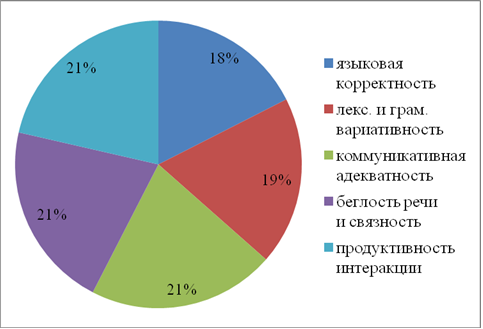 18%
19%
21%
21%
21%
языковая
корректность
лекс. и грам.
вариативность
коммуникативная
адекватность
беглость речи
и связность
продуктивность
интеракции